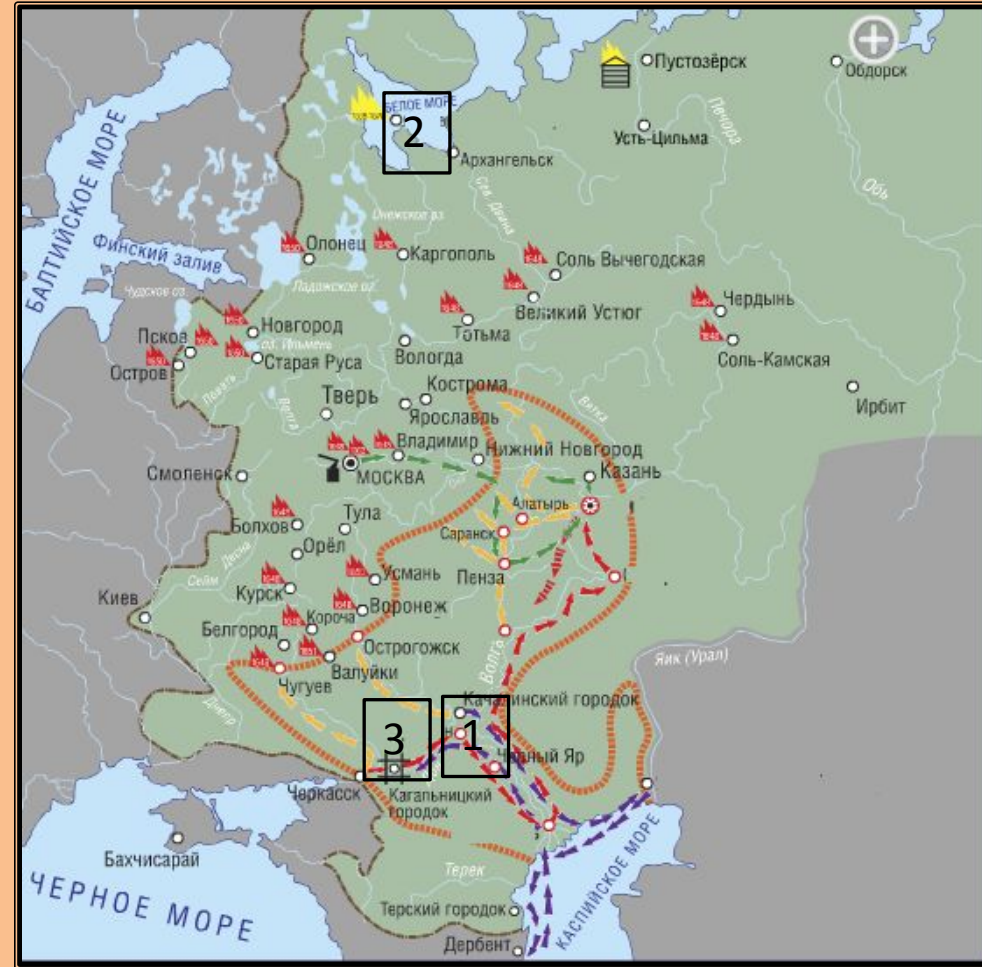 Пустозёрск
Обдорск
БЕЛОЕ МОРЕ
2
Усть-Цильма
Печора
Архангельск
Обь
Сев. Двина
БАЛТИЙСКОЕ МОРЕ
Финский залив
Онежское оз.
Олонец
Каргополь
Соль Вычегодская
Ладожское оз.
Чудское оз.
Великий Устюг
Чердынь
Новгород
Тотьма
Псков
оз. Ильмень
Старая Руса
Вологда
Соль-Камская
Остров
Ловать
Кострома
Ирбит
Тверь
Вятка
Волга
Ярославль
Владимир
Нижний Новгород
Казань
Смоленск
МОСКВА
Алатырь
Болхов
Тула
Саранск
Орёл
Десна
Пенза
Сейм
Усмань
Курск
Киев
Короча
Воронеж
Белгород
Острогожск
Волга
Яик (Урал)
Валуйки
Чугуев
Днепр
Качалинский городок
3
1
Чёрный Яр
Черкасск
Кагальницкий
городок
Бахчисарай
ЧЕРНОЕ МОРЕ
Терек
КАСПИЙСКОЕ МОРЕ
Терский городок
Дербент